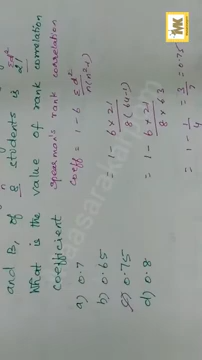 Σd²
and B, of 8 students is 21
What is the value of rank correlation
coefficient
Spearman's rank correlation
coeff = 1 - 6 Σd² / n(n²-1)
a) 0.7
b) 0.65
c) 0.75
d) 0.8
= 1 - 6×21 / 8(64-1)
= 1 - 6×21 / 8×63
= 1 - 1/4
= 0.75